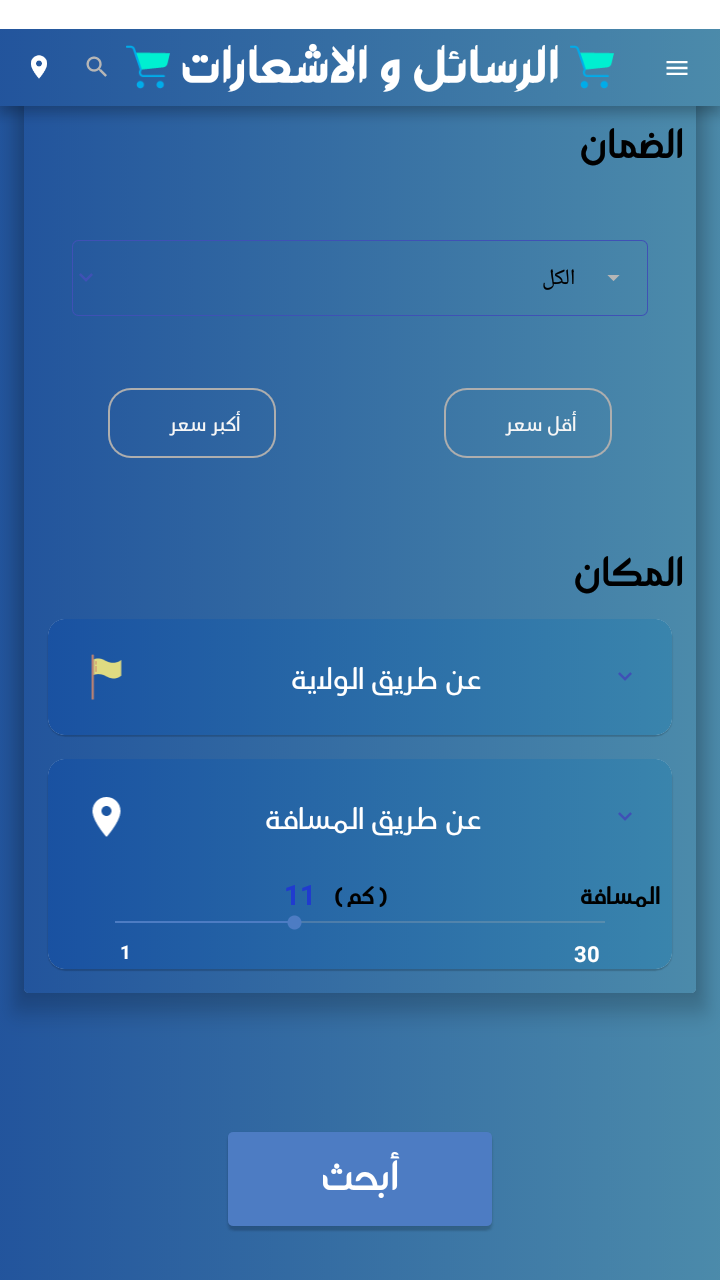 الرسائل و الاشعارات
الضمان
الكل
أقل سعر
أكبر سعر
المكان
عن طريق الولاية
عن طريق المسافة
المسافة ( كم ) 11
1 30
أبحث